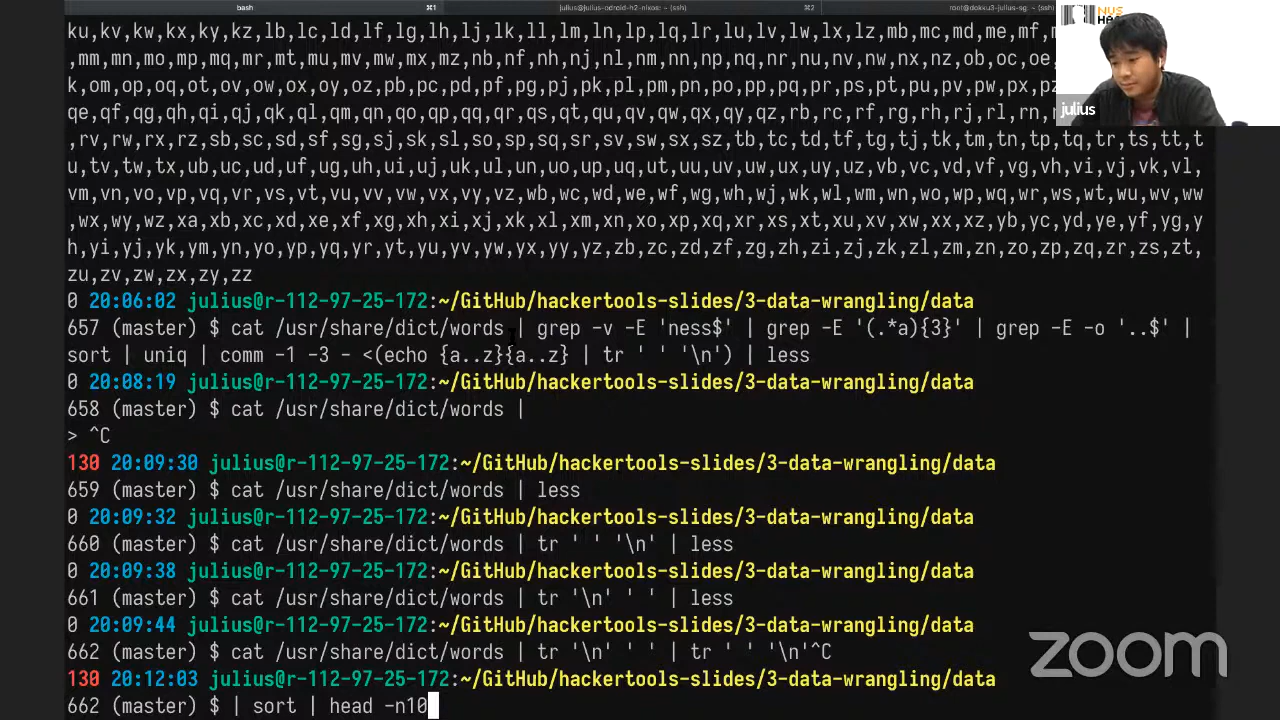 bash ⌘1 julius@julius-odroid-h2-nixos: ~ (ssh) ⌘2 root@dokku3-julius-sg: ~ (ssh)
NUS
julius
ku,kv,kw,kx,ky,kz,lb,lc,ld,lf,lg,lh,lj,lk,ll,lm,ln,lp,lq,lr,lu,lv,lw,lx,lz,mb,mc,md,me,mf,
,mm,mn,mo,mp,mq,mr,mt,mu,mv,mw,mx,mz,nb,nf,nh,nj,nl,nm,nn,np,nq,nr,nu,nv,nw,nx,nz,ob,oc,oe,
k,om,op,oq,ot,ov,ow,ox,oy,oz,pb,pc,pd,pf,pg,pj,pk,pl,pm,pn,po,pp,pq,pr,ps,pt,pu,pv,pw,px,
qe,qf,qg,qh,qi,qj,qk,ql,qm,qn,qo,qp,qq,qr,qs,qt,qu,qv,qw,qx,qy,qz,rb,rc,rf,rg,rh,rj,rl,rn,
,rv,rw,rx,rz,sb,sc,sd,sf,sg,sj,sk,sl,so,sp,sq,sr,sv,sw,sx,sz,tb,tc,td,tf,tg,tj,tk,tm,tn,tp,tq,tr,ts,tt,t
u,tv,tw,tx,ub,uc,ud,uf,ug,uh,ui,uj,uk,ul,un,uo,up,uq,ut,uu,uv,uw,ux,uy,uz,vb,vc,vd,vf,vg,vh,vi,vj,vk,vl,
vm,vn,vo,vp,vq,vr,vs,vt,vu,vv,vw,vx,vy,vz,wb,wc,wd,we,wf,wg,wh,wj,wk,wl,wm,wn,wo,wp,wq,wr,ws,wt,wu,wv,ww
,wx,wy,wz,xa,xb,xc,xd,xe,xf,xg,xh,xi,xj,xk,xl,xm,xn,xo,xp,xq,xr,xs,xt,xu,xv,xw,xx,xz,yb,yc,yd,ye,yf,yg,y
h,yi,yj,yk,ym,yn,yo,yp,yq,yr,yt,yu,yv,yw,yx,yy,yz,zb,zc,zd,zf,zg,zh,zi,zj,zk,zl,zm,zn,zo,zp,zq,zr,zs,zt,
zu,zv,zw,zx,zy,zz
0 20:06:02 julius@r-112-97-25-172:~/GitHub/hackertools-slides/3-data-wrangling/data
657 (master) $ cat /usr/share/dict/words | grep -v -E 'ness$' | grep -E '(.*a){3}' | grep -E -o '..$' |
sort | uniq | comm -1 -3 - <(echo {a..z}{a..z} | tr ' ' '\n') | less
0 20:08:19 julius@r-112-97-25-172:~/GitHub/hackertools-slides/3-data-wrangling/data
658 (master) $ cat /usr/share/dict/words |
> ^C
130 20:09:30 julius@r-112-97-25-172:~/GitHub/hackertools-slides/3-data-wrangling/data
659 (master) $ cat /usr/share/dict/words | less
0 20:09:32 julius@r-112-97-25-172:~/GitHub/hackertools-slides/3-data-wrangling/data
660 (master) $ cat /usr/share/dict/words | tr ' ' '\n' | less
0 20:09:38 julius@r-112-97-25-172:~/GitHub/hackertools-slides/3-data-wrangling/data
661 (master) $ cat /usr/share/dict/words | tr '\n' ' ' | less
0 20:09:44 julius@r-112-97-25-172:~/GitHub/hackertools-slides/3-data-wrangling/data
662 (master) $ cat /usr/share/dict/words | tr '\n' ' ' | tr ' ' '\n'^C
130 20:12:03 julius@r-112-97-25-172:~/GitHub/hackertools-slides/3-data-wrangling/data
662 (master) $ | sort | head -n10
zoom